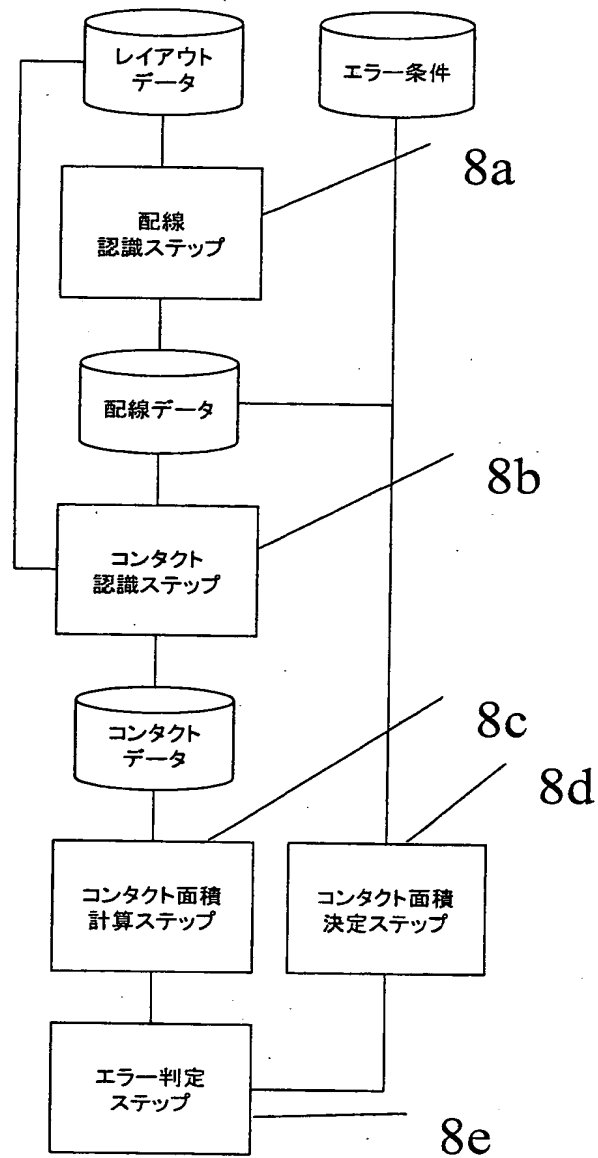 レイアウト
データ
エラー条件
8a
配線
認識ステップ
配線データ
8b
コンタクト
認識ステップ
コンタクト
データ
8c
8d
コンタクト面積
計算ステップ
コンタクト面積
決定ステップ
エラー判定
ステップ
8e